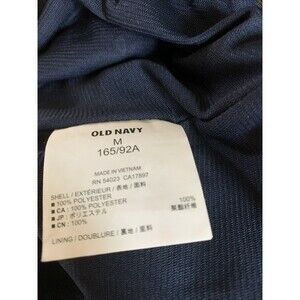 OLD NAVY
M
165/92A
MADE IN VIETNAM
RN 54023 CA17897
SHELL / EXTÉRIEUR / 表地 / 面料
■ 100% POLYESTER
■ CA : 100% POLYESTER
■ JP : ポリエステル 100%
■ CN : 100% 聚酯纤维
LINING / DOUBLURE / 裏地 / 里料